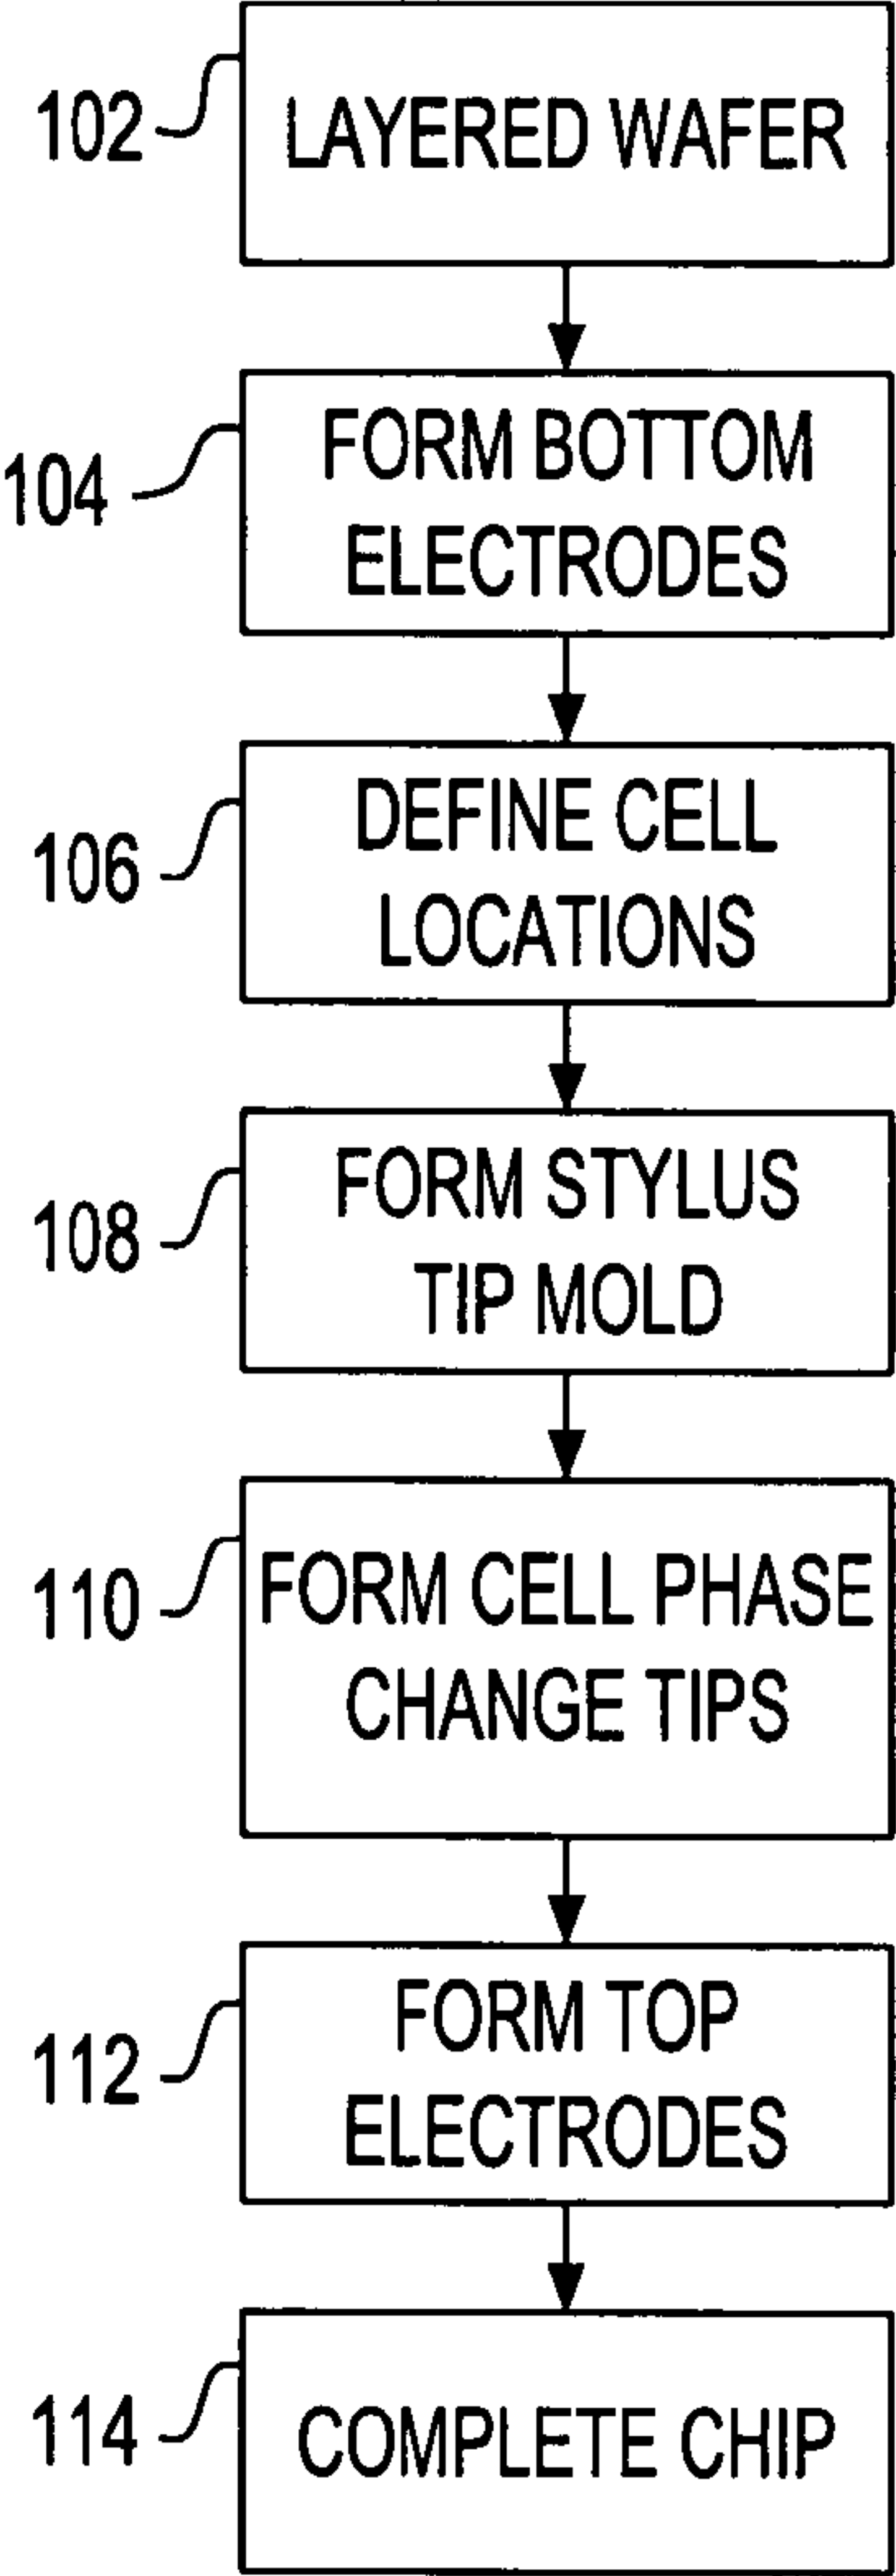 102
LAYERED WAFER
104
FORM BOTTOM
ELECTRODES
106
DEFINE CELL
LOCATIONS
108
FORM STYLUS
TIP MOLD
110
FORM CELL PHASE
CHANGE TIPS
112
FORM TOP
ELECTRODES
114
COMPLETE CHIP